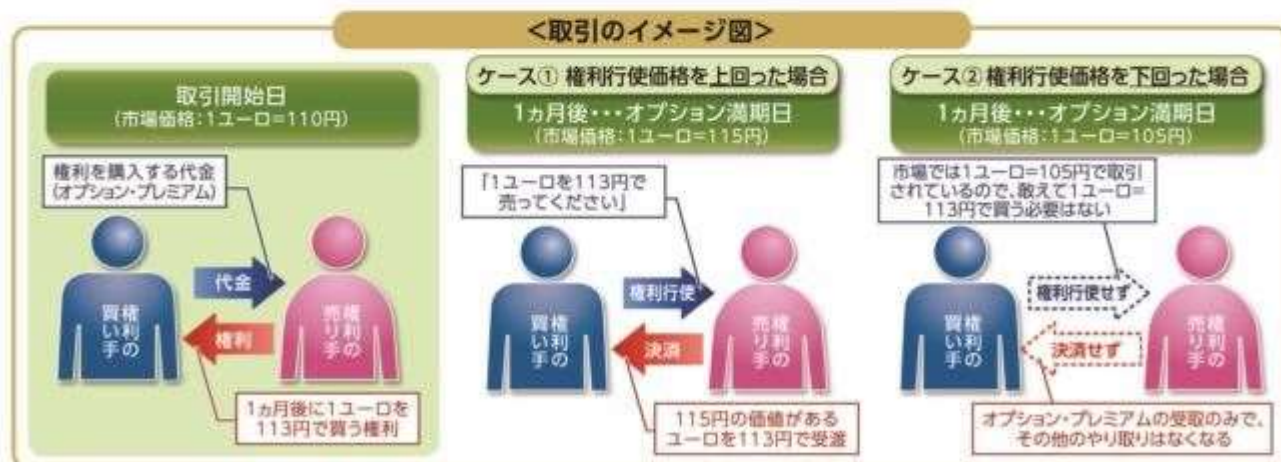 <取引のイメージ図>
取引開始日
(市場価格:1ユーロ=110円)
権利を購入する代金
(オプション・プレミアム)
代金
権利
権利の
買い手
権利の
売り手
1ヵ月後に1ユーロを
113円で買う権利
ケース① 権利行使価格を上回った場合
1ヵ月後・・・オプション満期日
(市場価格:1ユーロ=115円)
「1ユーロを113円で
売ってください」
権利行使
決済
権利の
買い手
権利の
売り手
115円の価値がある
ユーロを113円で受渡
ケース② 権利行使価格を下回った場合
1ヵ月後・・・オプション満期日
(市場価格:1ユーロ=105円)
市場では1ユーロ=105円で取引
されているので、敢えて1ユーロ=
113円で買う必要はない
権利行使せず
決済せず
権利の
買い手
権利の
売り手
オプション・プレミアムの受取のみで、
その他のやり取りはなくなる